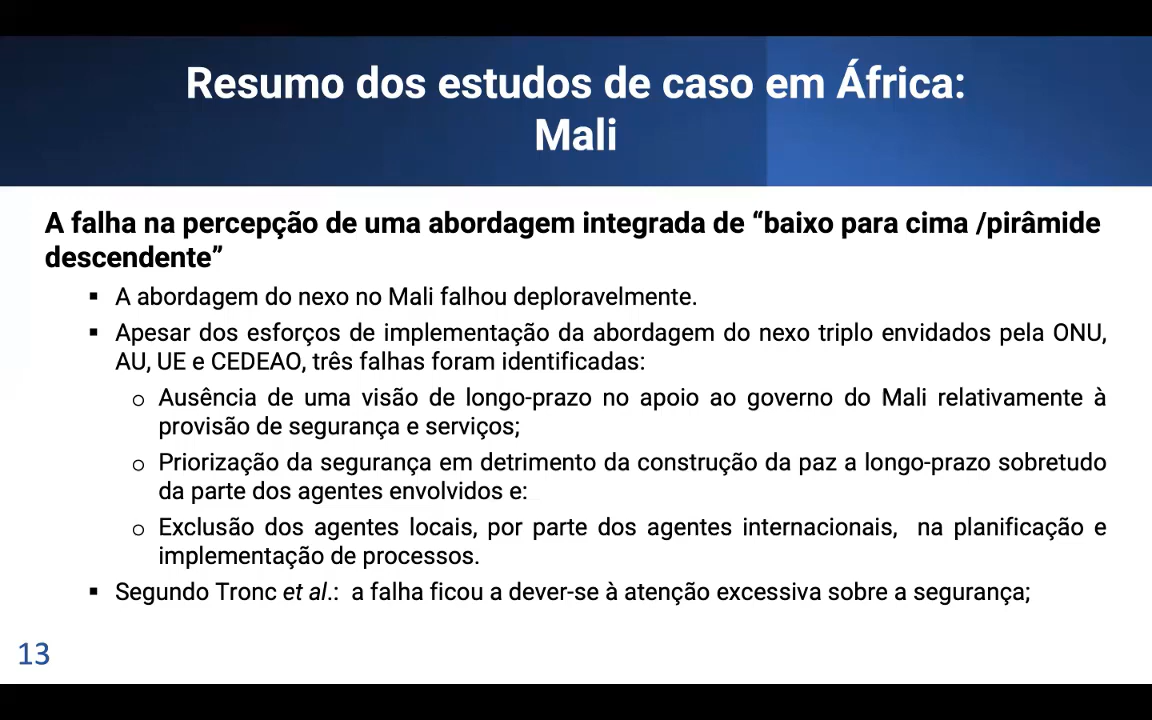 Resumo dos estudos de caso em África:
Mali
A falha na percepção de uma abordagem integrada de “baixo para cima /pirâmide
descendente”
▪ A abordagem do nexo no Mali falhou deploravelmente.
▪ Apesar dos esforços de implementação da abordagem do nexo triplo envidados pela ONU,
AU, UE e CEDEAO, três falhas foram identificadas:
o Ausência de uma visão de longo-prazo no apoio ao governo do Mali relativamente à
provisão de segurança e serviços;
o Priorização da segurança em detrimento da construção da paz a longo-prazo sobretudo
da parte dos agentes envolvidos e:
o Exclusão dos agentes locais, por parte dos agentes internacionais, na planificação e
implementação de processos.
▪ Segundo Tronc et al.: a falha ficou a dever-se à atenção excessiva sobre a segurança;
13